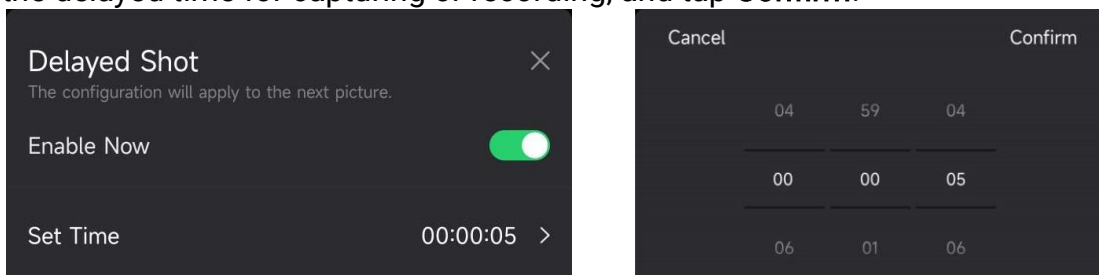 the delayed time for capturing or recording, and tap Confirm.
Delayed Shot
The configuration will apply to the next picture.
Enable Now
Set Time 00:00:05 >
Cancel Confirm
04 59 04
00 00 05
06 01 06